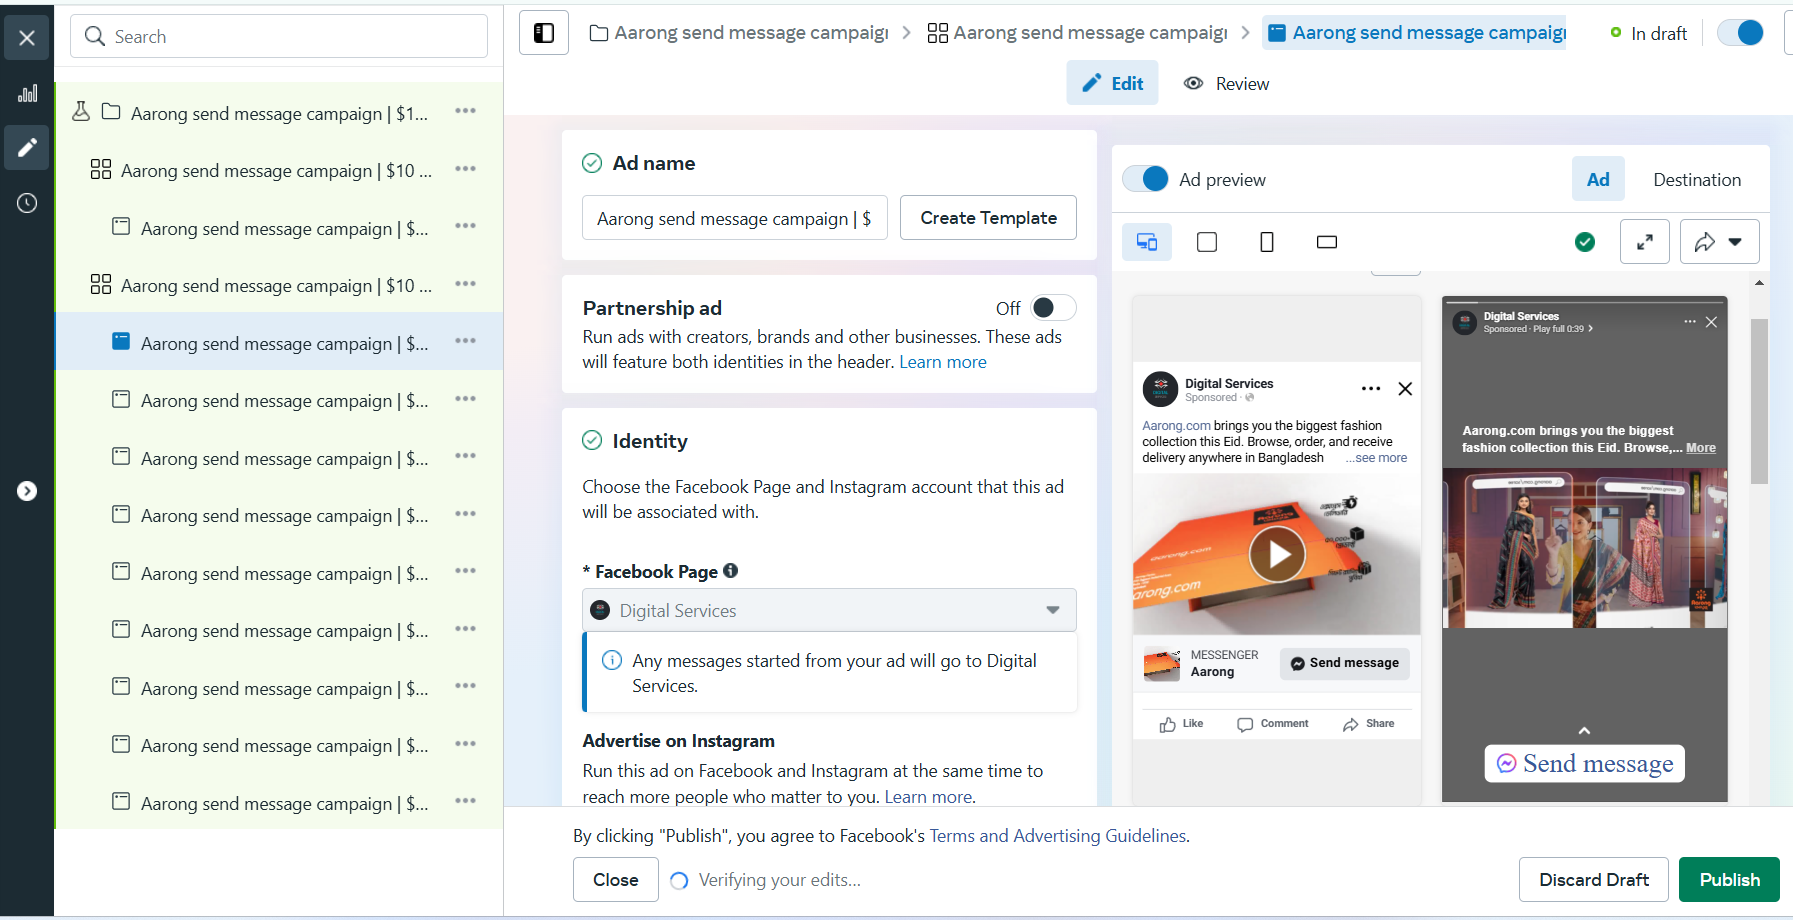 Search
Aarong send message campaign | $1...
Aarong send message campaign | $10 ...
Aarong send message campaign | $...
Aarong send message campaign | $10 ...
Aarong send message campaign | $...
Aarong send message campaign | $...
Aarong send message campaign | $...
Aarong send message campaign | $...
Aarong send message campaign | $...
Aarong send message campaign | $...
Aarong send message campaign | $...
Aarong send message campaign | $...
Aarong send message campaign | $...
Aarong send message campaign
Aarong send message campaign
Aarong send message campaign
In draft
Edit
Review
Ad name
Aarong send message campaign | $
Create Template
Partnership ad
Off
Run ads with creators, brands and other businesses. These ads
will feature both identities in the header. Learn more
Identity
Choose the Facebook Page and Instagram account that this ad
will be associated with.
* Facebook Page
Digital Services
Any messages started from your ad will go to Digital
Services.
Advertise on Instagram
Run this ad on Facebook and Instagram at the same time to
reach more people who matter to you. Learn more.
Ad preview
Ad
Destination
Digital Services
Sponsored ·
Aarong.com brings you the biggest fashion
collection this Eid. Browse, order, and receive
delivery anywhere in Bangladesh ...see more
aarong.com
arong.com
MESSENGER
Aarong
Send message
Like
Comment
Share
Digital Services
Sponsored · Play full 0:39
Aarong.com brings you the biggest
fashion collection this Eid. Browse,... More
Aarong
Send message
By clicking "Publish", you agree to Facebook's Terms and Advertising Guidelines.
Close
Verifying your edits...
Discard Draft
Publish